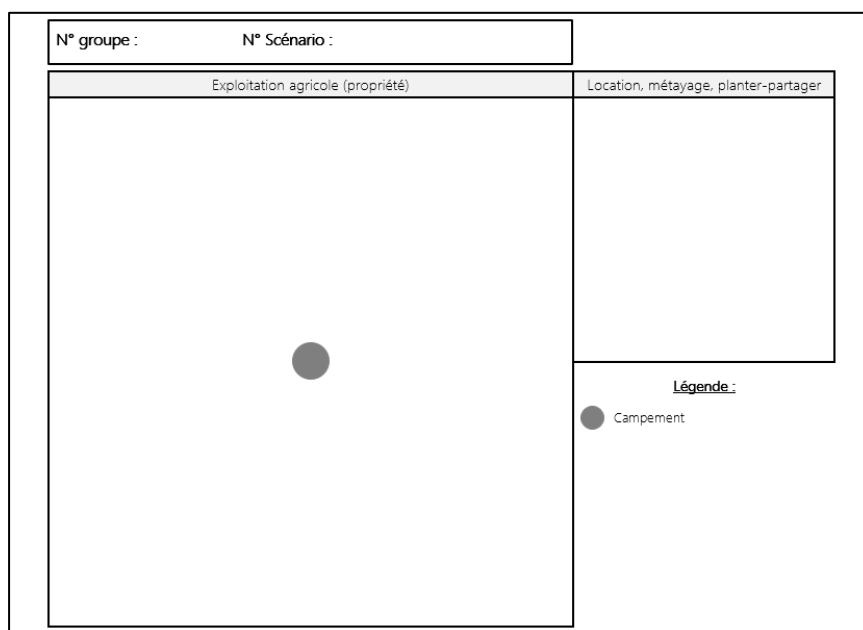 N° groupe : N° Scénario :
Exploitation agricole (propriété)
Location, métayage, planter-partager
Légende :
Campement